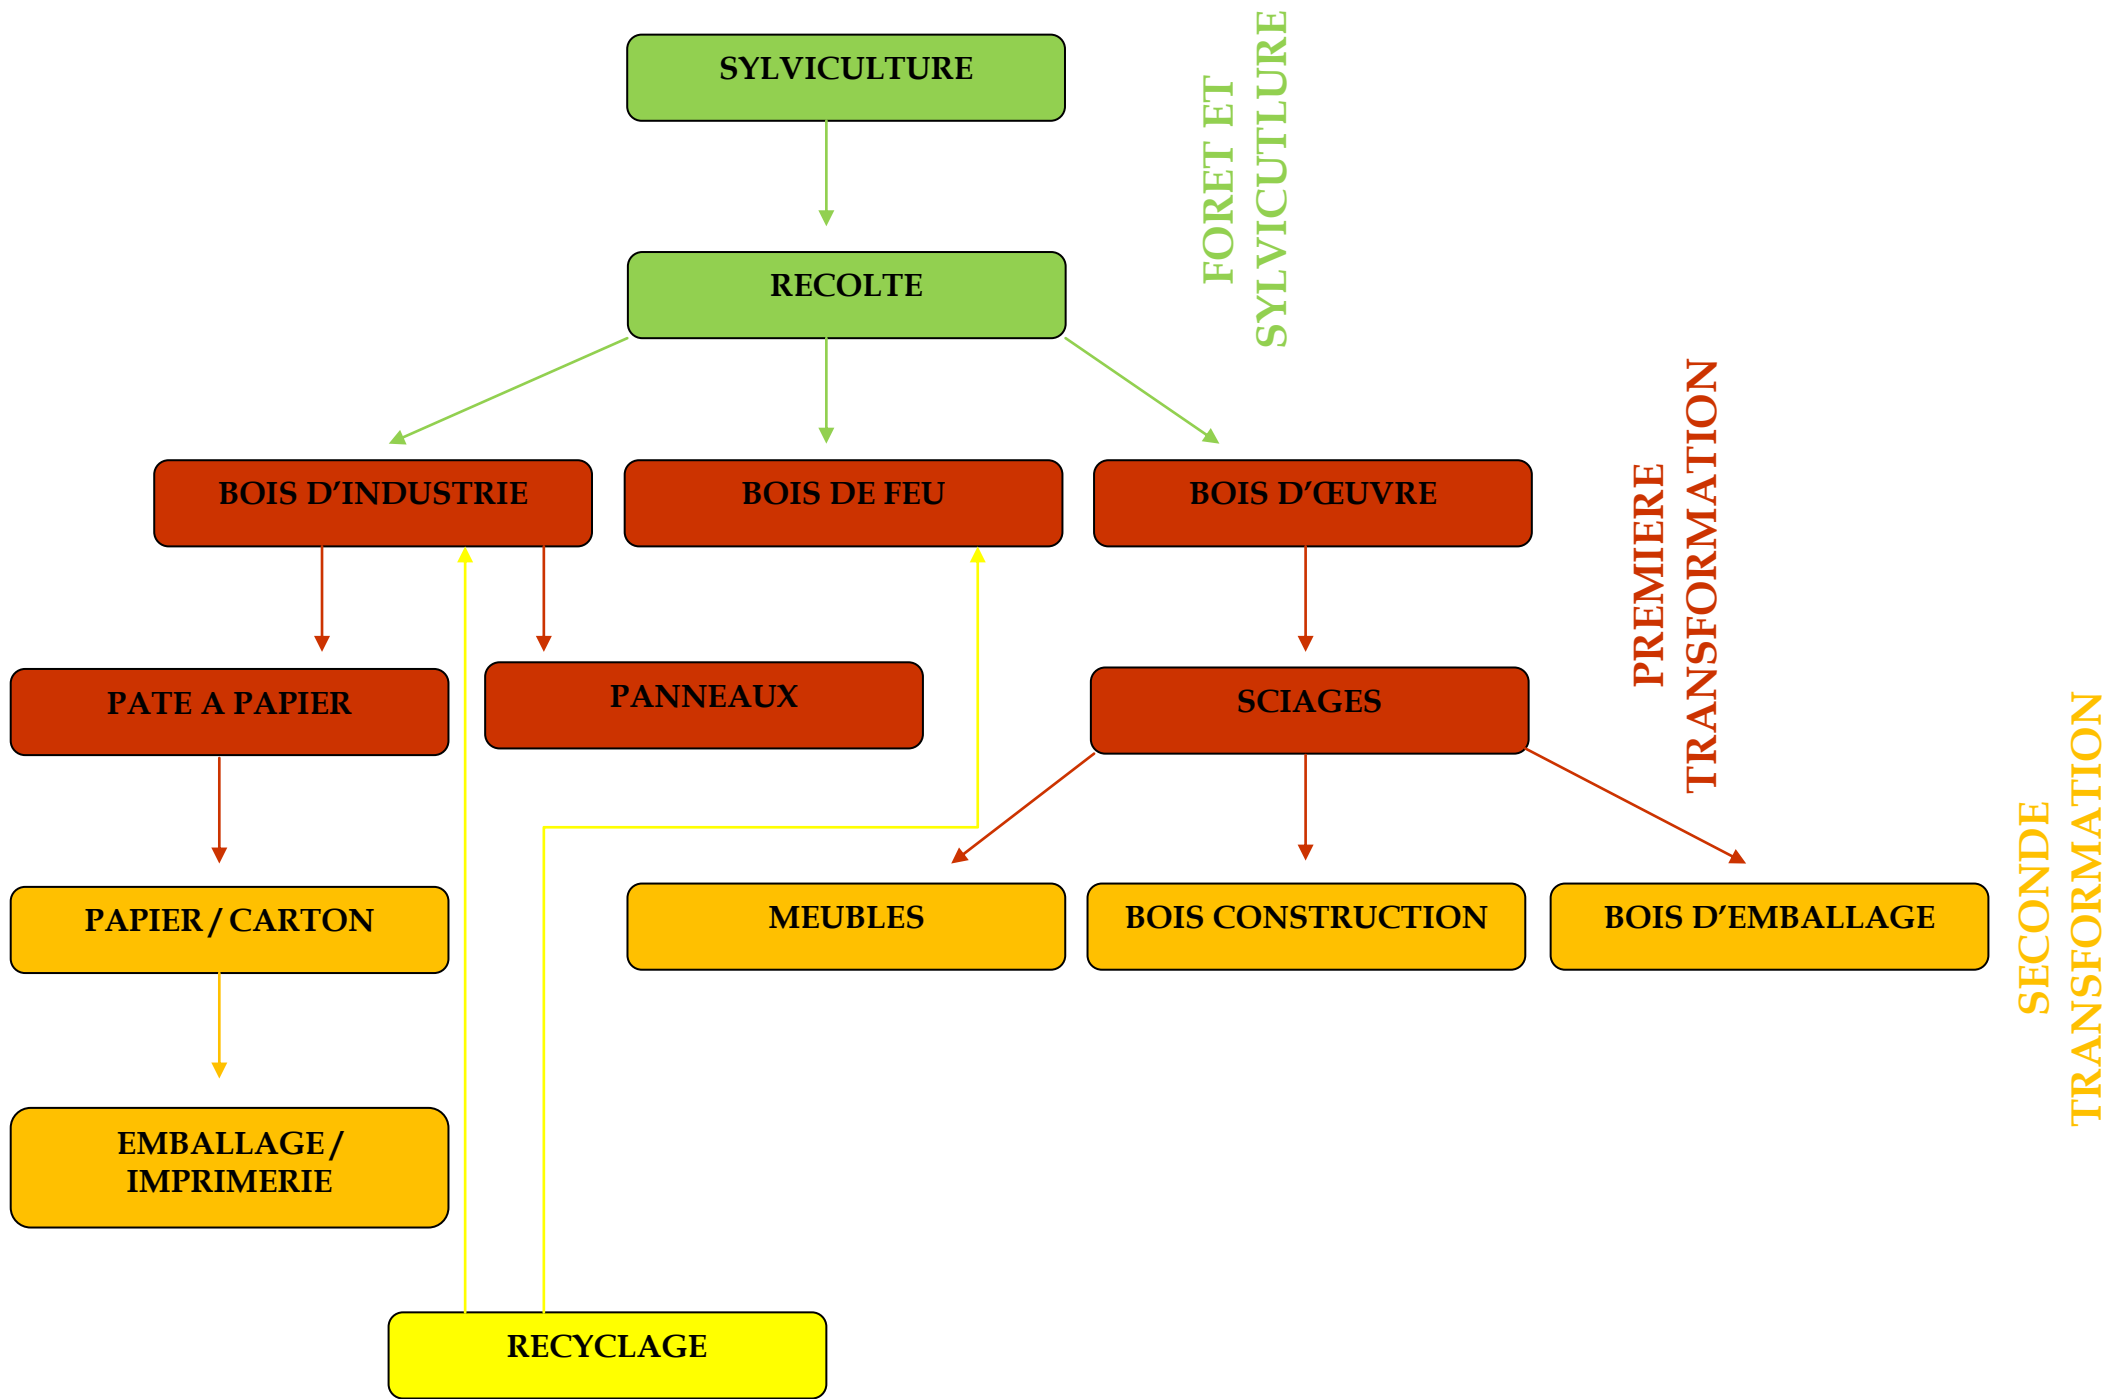 SYLVICULTURE
FORET ET
SYLVICUTLURE
RECOLTE
BOIS D’INDUSTRIE
BOIS DE FEU
BOIS D’ŒUVRE
PREMIERE
TRANSFORMATION
PATE A PAPIER
PANNEAUX
SCIAGES
PAPIER / CARTON
MEUBLES
BOIS CONSTRUCTION
BOIS D’EMBALLAGE
SECONDE
TRANSFORMATION
EMBALLAGE /
IMPRIMERIE
RECYCLAGE